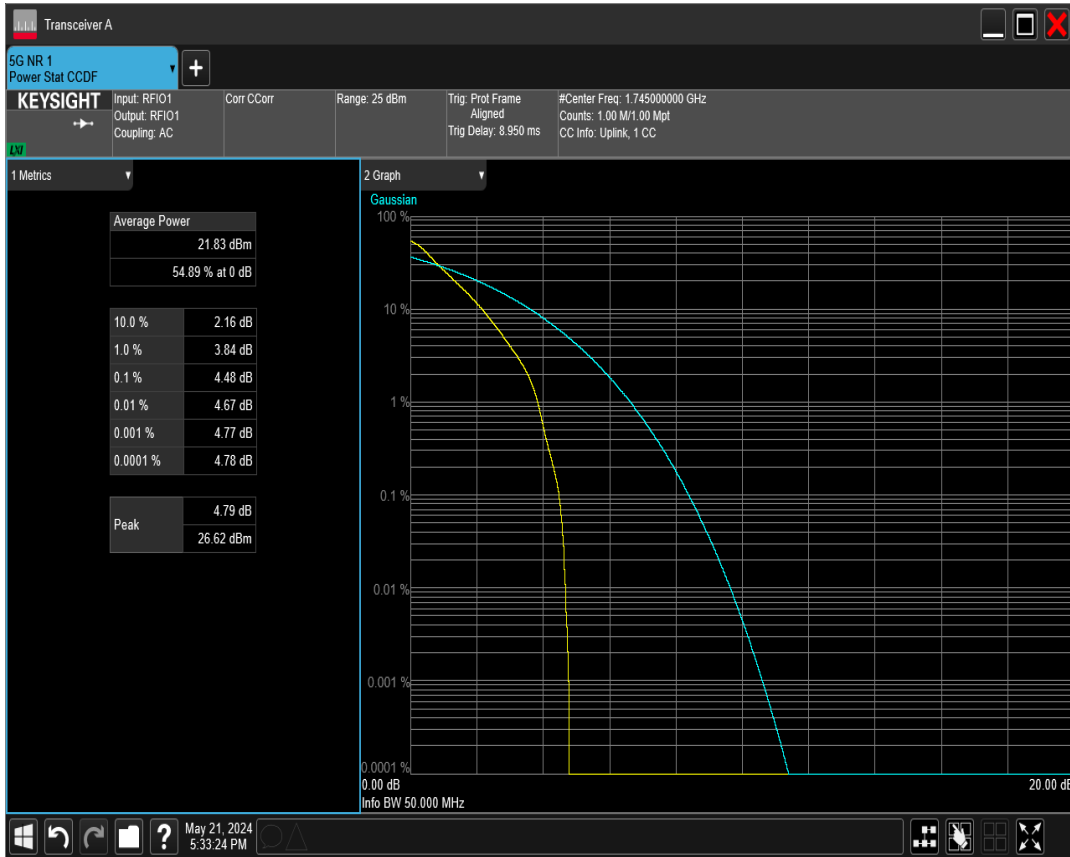 Transceiver A
5G NR 1
Power Stat CCDF
+
KEYSIGHT
LXI
Input: RFIO1
Output: RFIO1
Coupling: AC
Corr CCorr
Range: 25 dBm
Trig: Prot Frame
Aligned
Trig Delay: 8.950 ms
#Center Freq: 1.745000000 GHz
Counts: 1.00 M/1.00 Mpt
CC Info: Uplink, 1 CC
1 Metrics
Average Power
21.83 dBm
54.89 % at 0 dB
10.0 % 2.16 dB
1.0 % 3.84 dB
0.1 % 4.48 dB
0.01 % 4.67 dB
0.001 % 4.77 dB
0.0001 % 4.78 dB
Peak 4.79 dB
26.62 dBm
2 Graph
Gaussian
100 %
10 %
1 %
0.1 %
0.01 %
0.001 %
0.0001 %
0.00 dB 20.00 dB
Info BW 50.000 MHz
?
May 21, 2024
5:33:24 PM